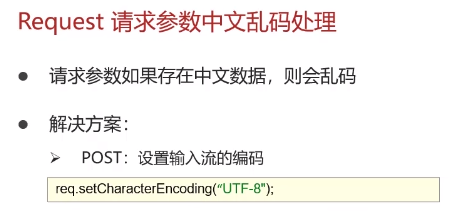 Request 请求参数中文乱码处理
● 请求参数如果存在中文数据，则会乱码
● 解决方案：
➢ POST：设置输入流的编码
req.setCharacterEncoding(“UTF-8");